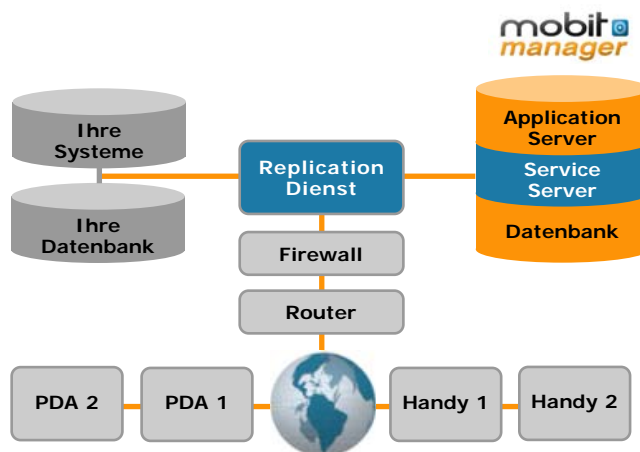 mobit
manager
Ihre
Systeme
Ihre
Datenbank
Replication
Dienst
Application
Server
Service
Server
Datenbank
Firewall
Router
PDA 2
PDA 1
Handy 1
Handy 2